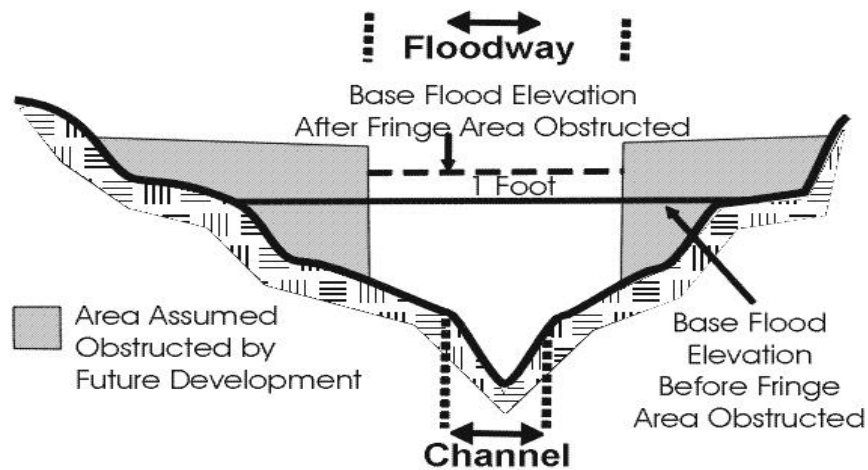 Floodway
Base Flood Elevation
After Fringe Area Obstructed
1 Foot
Area Assumed
Obstructed by
Future Development
Base Flood
Elevation
Before Fringe
Area Obstructed
Channel